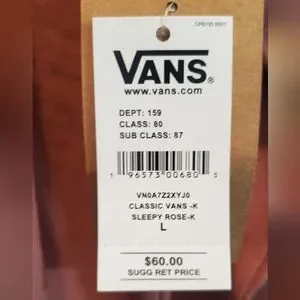 VANS®
www.vans.com
DEPT: 159
CLASS: 80
SUB CLASS: 87
1 96573 00680 5
VN0A7Z2XYJ0
CLASSIC VANS -K
SLEEPY ROSE-K
L
$60.00
SUGG RET PRICE